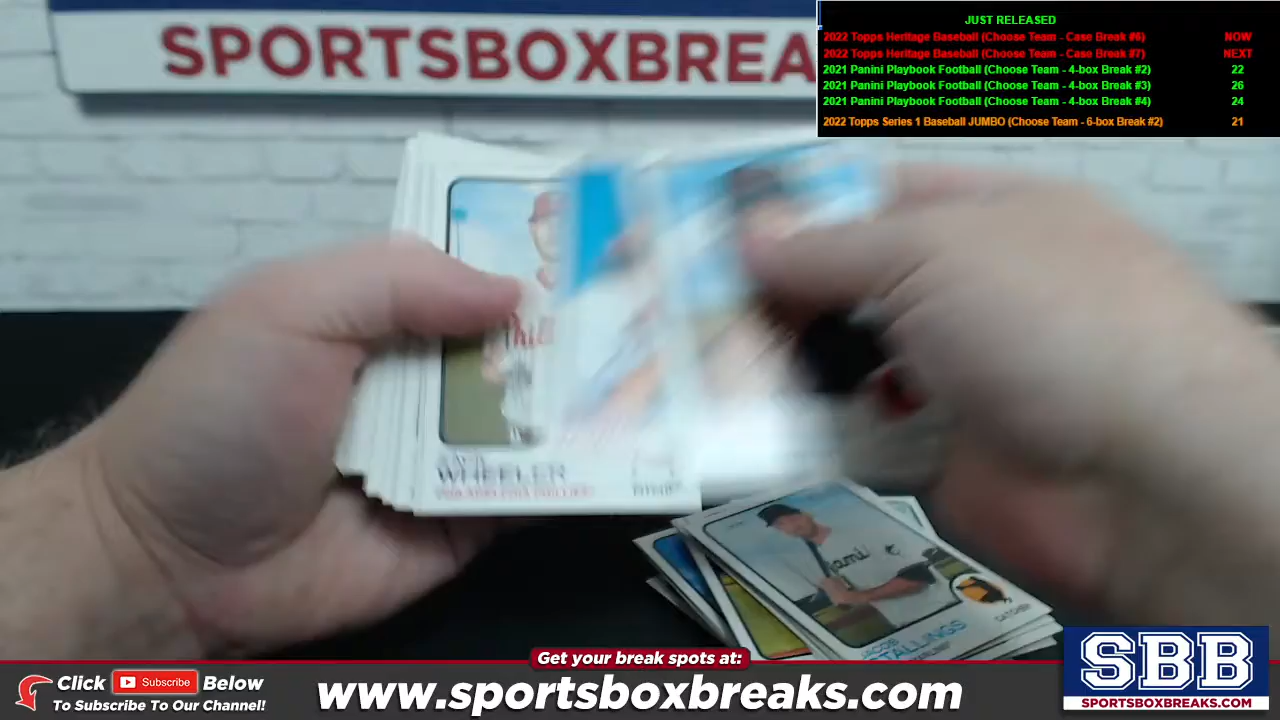 SPORTSBOXBREA
JUST RELEASED
2022 Topps Heritage Baseball (Choose Team - Case Break #6) NOW
2022 Topps Heritage Baseball (Choose Team - Case Break #7) NEXT
2021 Panini Playbook Football (Choose Team - 4-box Break #2) 22
2021 Panini Playbook Football (Choose Team - 4-box Break #3) 26
2021 Panini Playbook Football (Choose Team - 4-box Break #4) 24
2022 Topps Series 1 Baseball JUMBO (Choose Team - 6-box Break #2) 21
WHEELER
JACOB
STALLINGS
CATCHER
Get your break spots at:
Click Subscribe Below
To Subscribe To Our Channel!
www.sportsboxbreaks.com
SBB
SPORTSBOXBREAKS.COM